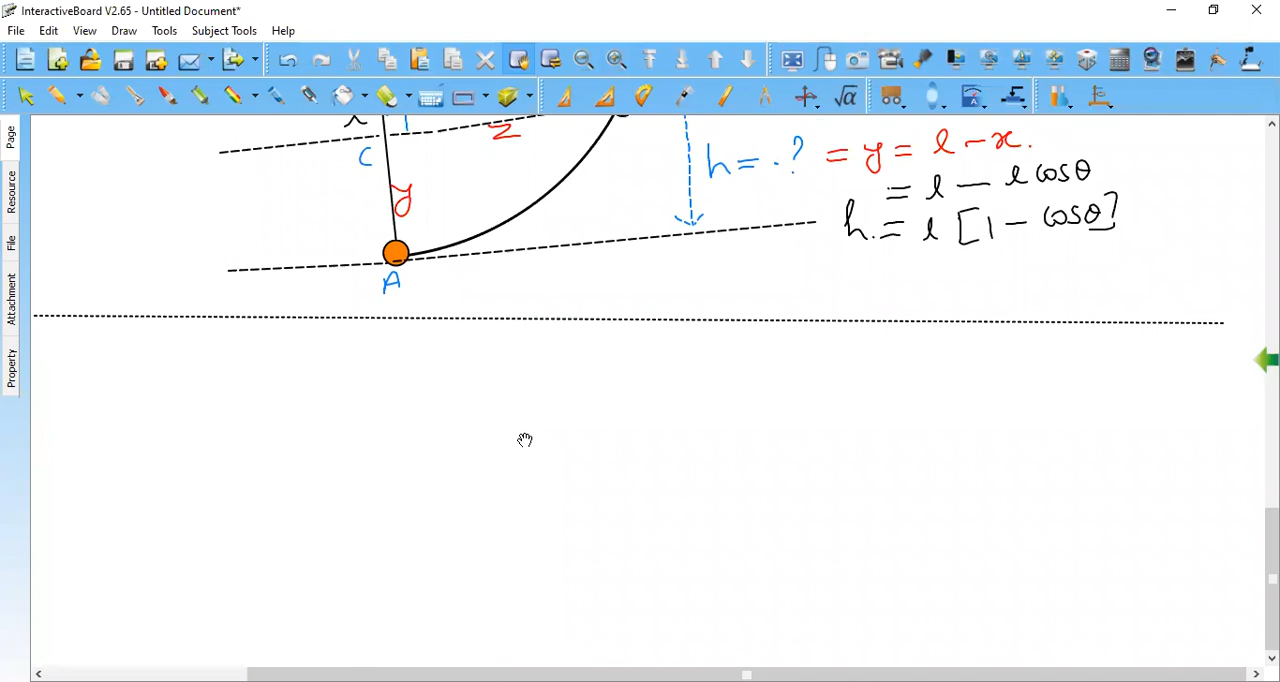 InteractiveBoard V2.65 - Untitled Document*
File Edit View Draw Tools Subject Tools Help
Page
Resource
File
Attachment
Property
x
z
C
y
A
h = . ? = y = l - x.
= l - l cosθ
h. = l [1 - cosθ]